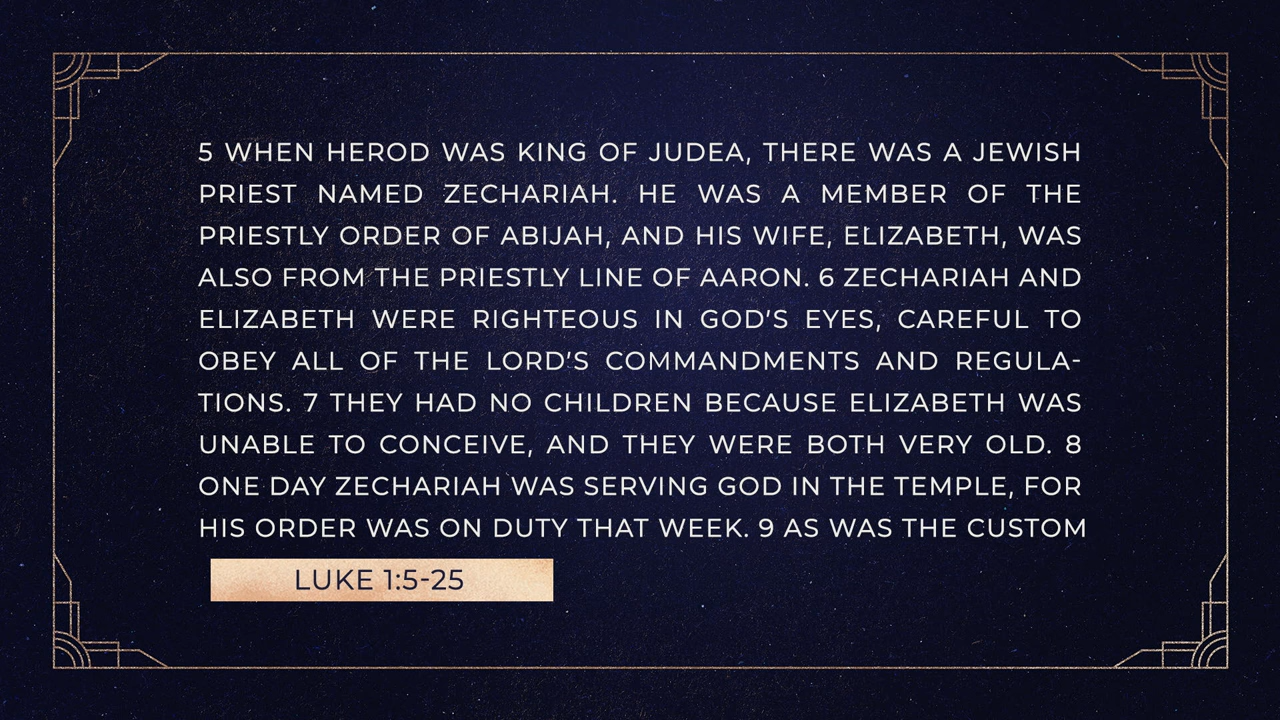 5 WHEN HEROD WAS KING OF JUDEA, THERE WAS A JEWISH
PRIEST NAMED ZECHARIAH. HE WAS A MEMBER OF THE
PRIESTLY ORDER OF ABIJAH, AND HIS WIFE, ELIZABETH, WAS
ALSO FROM THE PRIESTLY LINE OF AARON. 6 ZECHARIAH AND
ELIZABETH WERE RIGHTEOUS IN GOD’S EYES, CAREFUL TO
OBEY ALL OF THE LORD’S COMMANDMENTS AND REGULA-
TIONS. 7 THEY HAD NO CHILDREN BECAUSE ELIZABETH WAS
UNABLE TO CONCEIVE, AND THEY WERE BOTH VERY OLD. 8
ONE DAY ZECHARIAH WAS SERVING GOD IN THE TEMPLE, FOR
HIS ORDER WAS ON DUTY THAT WEEK. 9 AS WAS THE CUSTOM
LUKE 1:5-25